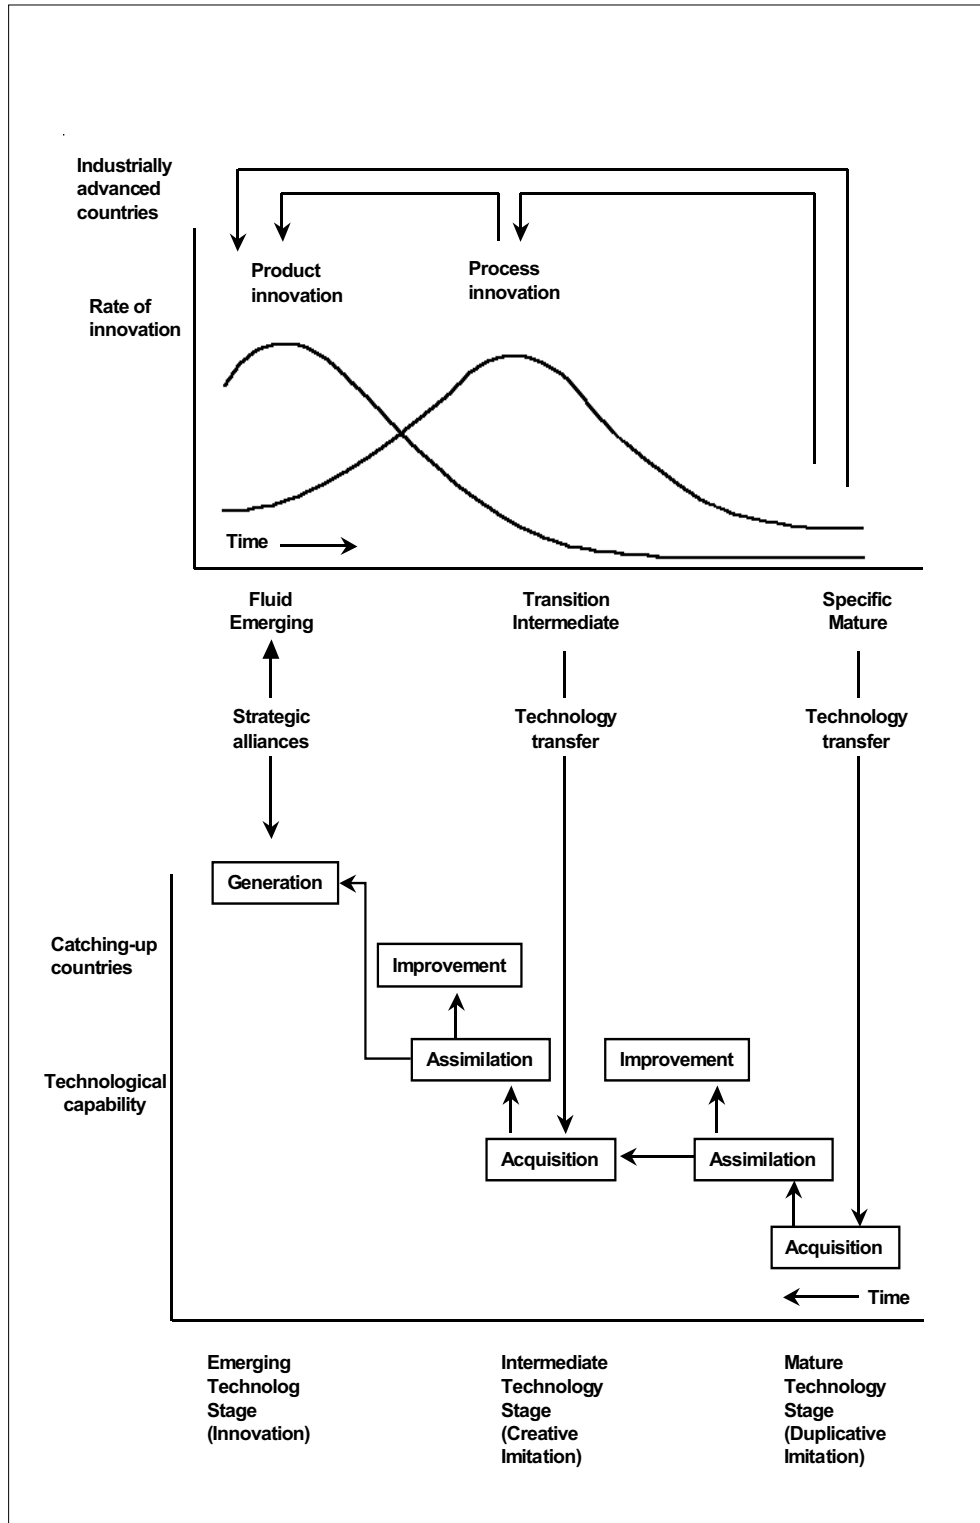 Industrially
advanced
countries
Product
innovation
Process
innovation
Rate of
innovation
Time
Fluid
Emerging
Transition
Intermediate
Specific
Mature
Strategic
alliances
Technology
transfer
Technology
transfer
Generation
Catching-up
countries
Improvement
Assimilation
Improvement
Technological
capability
Acquisition
Assimilation
Acquisition
Time
Emerging
Technolog
Stage
(Innovation)
Intermediate
Technology
Stage
(Creative
Imitation)
Mature
Technology
Stage
(Duplicative
Imitation)